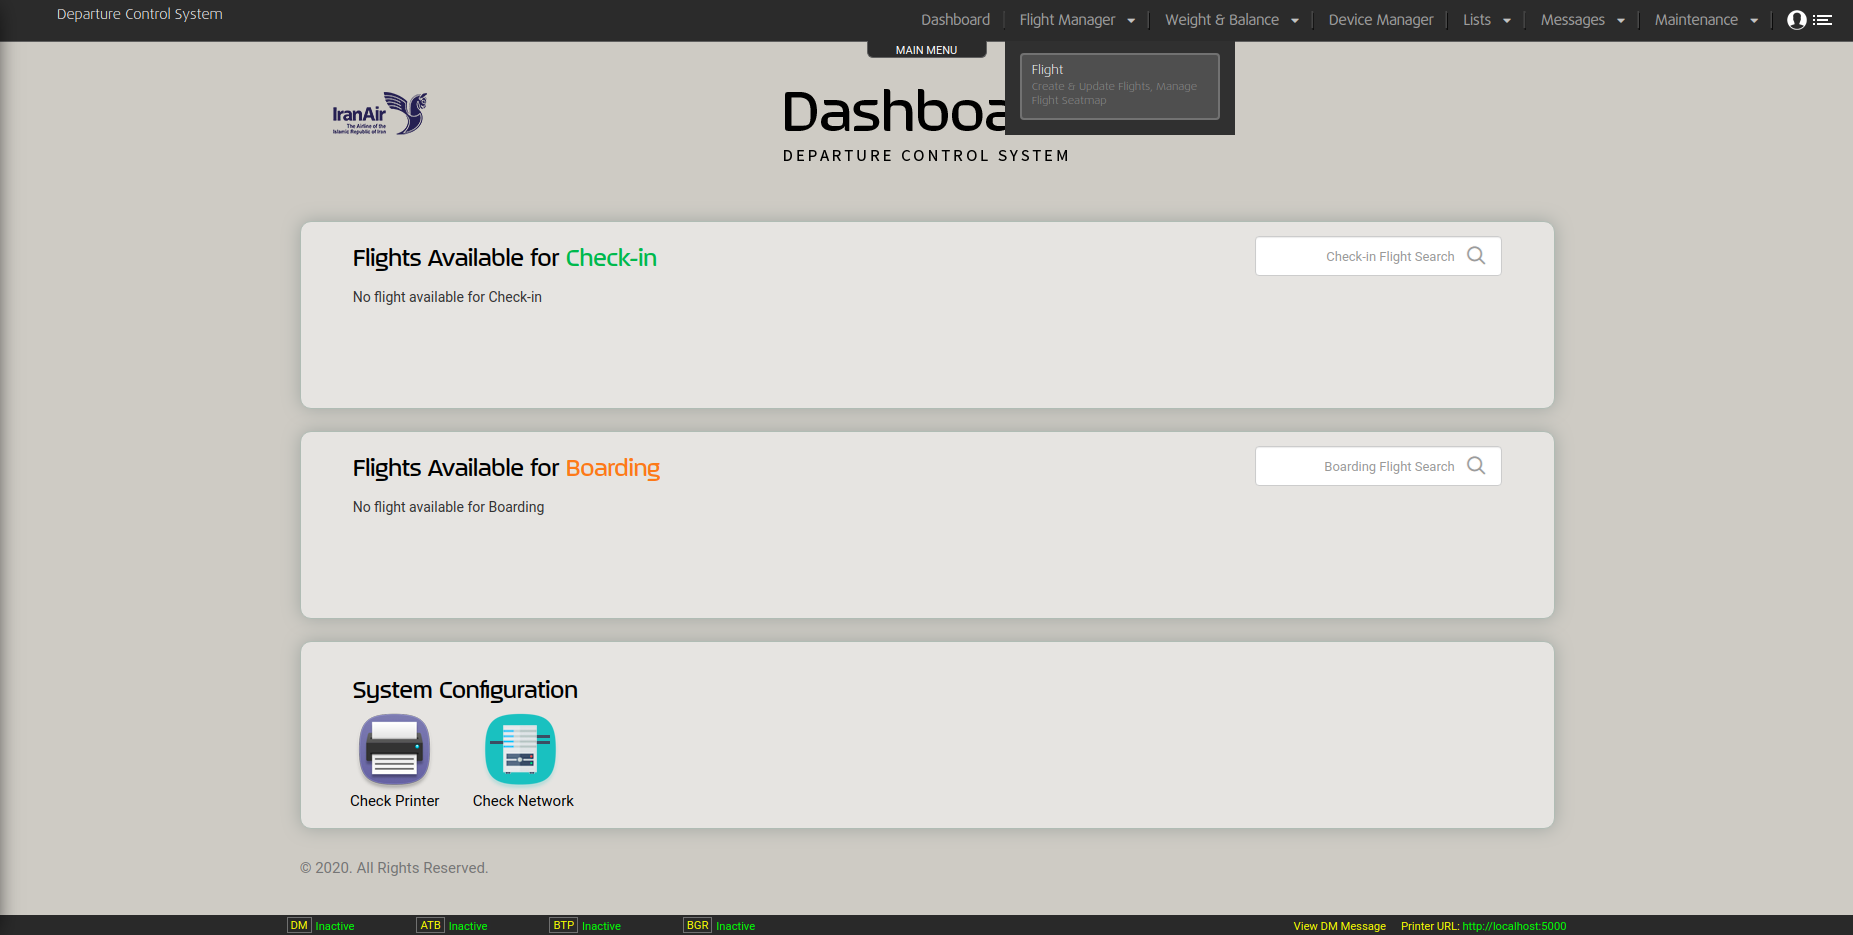 Departure Control System
Dashboard
Flight Manager
Weight & Balance
Device Manager
Lists
Messages
Maintenance
MAIN MENU
Flight
Create & Update Flights, Manage
Flight Seatmap
IranAir
The Airline of the
Islamic Republic of Iran
Dashboa
DEPARTURE CONTROL SYSTEM
Flights Available for Check-in
Check-in Flight Search
No flight available for Check-in
Flights Available for Boarding
Boarding Flight Search
No flight available for Boarding
System Configuration
Check Printer
Check Network
© 2020. All Rights Reserved.
DM Inactive
ATB Inactive
BTP Inactive
BGR Inactive
View DM Message
Printer URL: http://localhost:5000